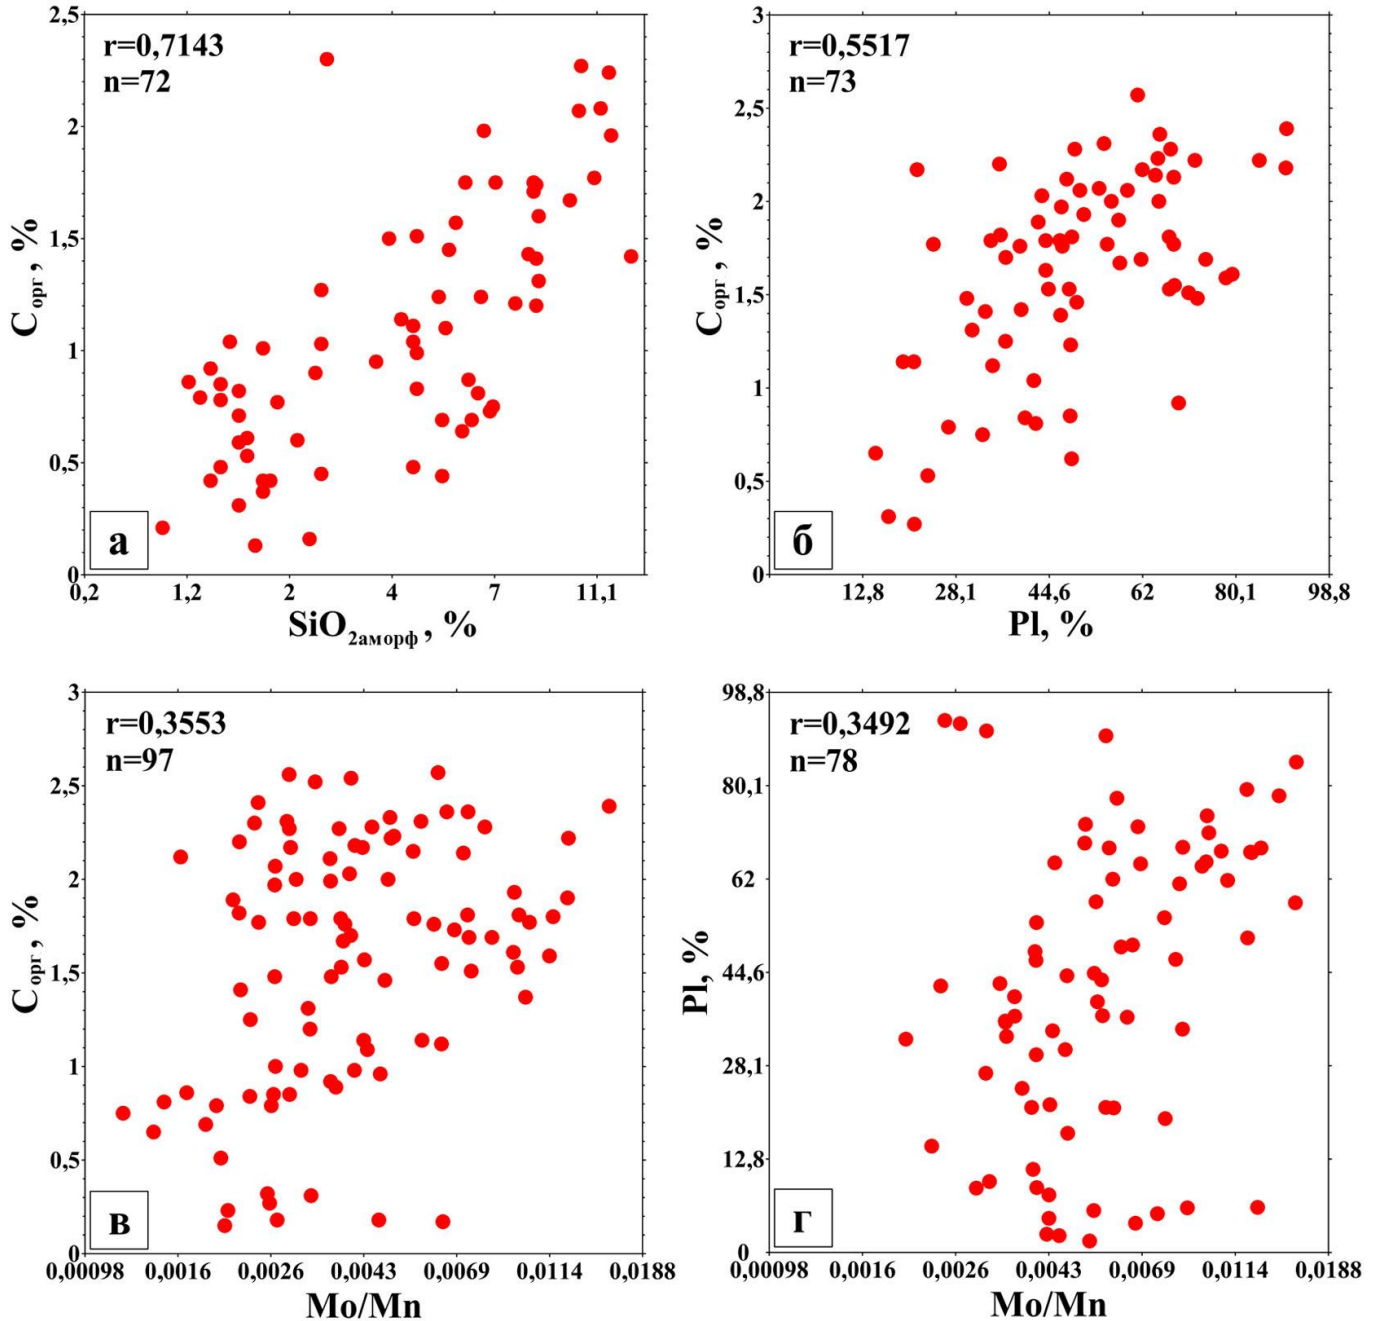 r=0,7143
n=72
2,5
2
1,5
1
0,5
0
C орг, %
а
0,2 1,2 2 4 7 11,1
SiO2аморф, %
r=0,5517
n=73
3
2,5
2
1,5
1
0,5
0
C орг, %
б
12,8 28,1 44,6 62 80,1 98,8
Pl, %
r=0,3553
n=97
3
2,5
2
1,5
1
0,5
0
C орг, %
в
0,00098 0,0016 0,0026 0,0043 0,0069 0,0114 0,0188
Mo/Mn
r=0,3492
n=78
98,8
80,1
62
44,6
28,1
12,8
0
Pl, %
г
0,00098 0,0016 0,0026 0,0043 0,0069 0,0114 0,0188
Mo/Mn